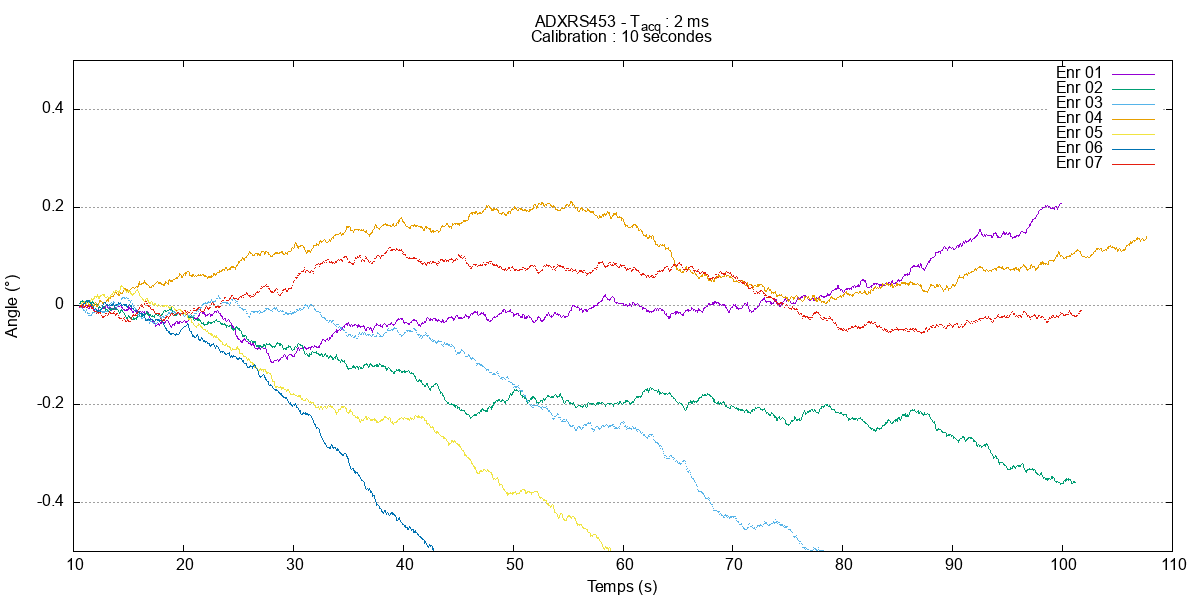 ADXRS453 - Tacq : 2 ms
Calibration : 10 secondes
Enr 01
Enr 02
Enr 03
Enr 04
Enr 05
Enr 06
Enr 07
0.4
0.2
0
-0.2
-0.4
Angle (°)
10 20 30 40 50 60 70 80 90 100 110
Temps (s)